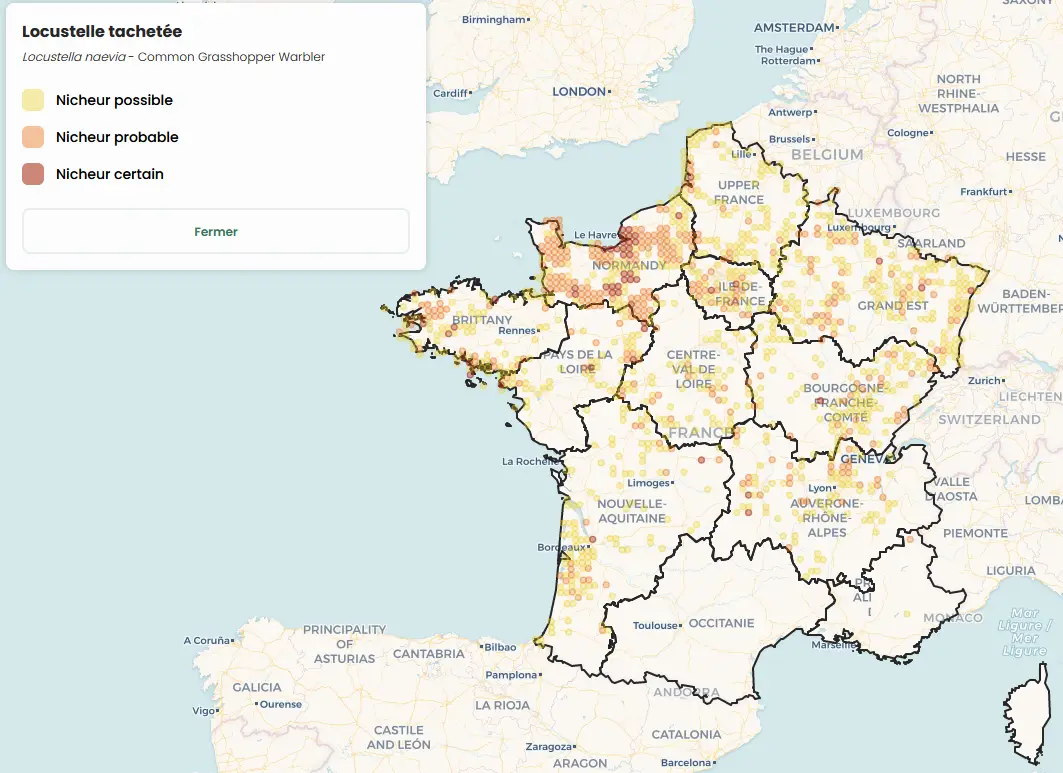 Locustelle tachetée
Locustella naevia - Common Grasshopper Warbler
Nicheur possible
Nicheur probable
Nicheur certain
Fermer
Birmingham
Cardiff
LONDON
AMSTERDAM
The Hague
Rotterdam
NORTH
RHINE-
WESTPHALIA
Antwerp
Brussels
BELGIUM
Cologne
HESSE
Frankfurt
Lille
UPPER
FRANCE
LUXEMBOURG
Luxembourg
SAARLAND
Le Havre
NORMANDY
ILE-DE-
FRANCE
GRAND EST
BADEN-
WÜRTTEMBER
BRITTANY
Rennes
PAYS DE LA
LOIRE
CENTRE-
VAL DE
LOIRE
BOURGOGNE-
FRANCHE-
COMTÉ
Zurich
LIECHTEN
SWITZERLAND
FRANCE
La Rochelle
GENEV
Limoges
Lyon
VALLE
D'AOSTA
LOMBA
NOUVELLE-
AQUITAINE
AUVERGNE-
RHÔNE-
ALPES
PIEMONTE
Bordeaux
LIGURIA
PR
ALI
MONACO
Mar
Ligure /
Mer
Ligure
Toulouse
OCCITANIE
Marseille
A Coruña
PRINCIPALITY
OF
ASTURIAS
CANTABRIA
Bilbao
Pamplona
GALICIA
Ourense
Vigo
LA RIOJA
ANDORRA
CASTILE
AND LEÓN
Zaragoza
ARAGON
CATALONIA
Barcelona